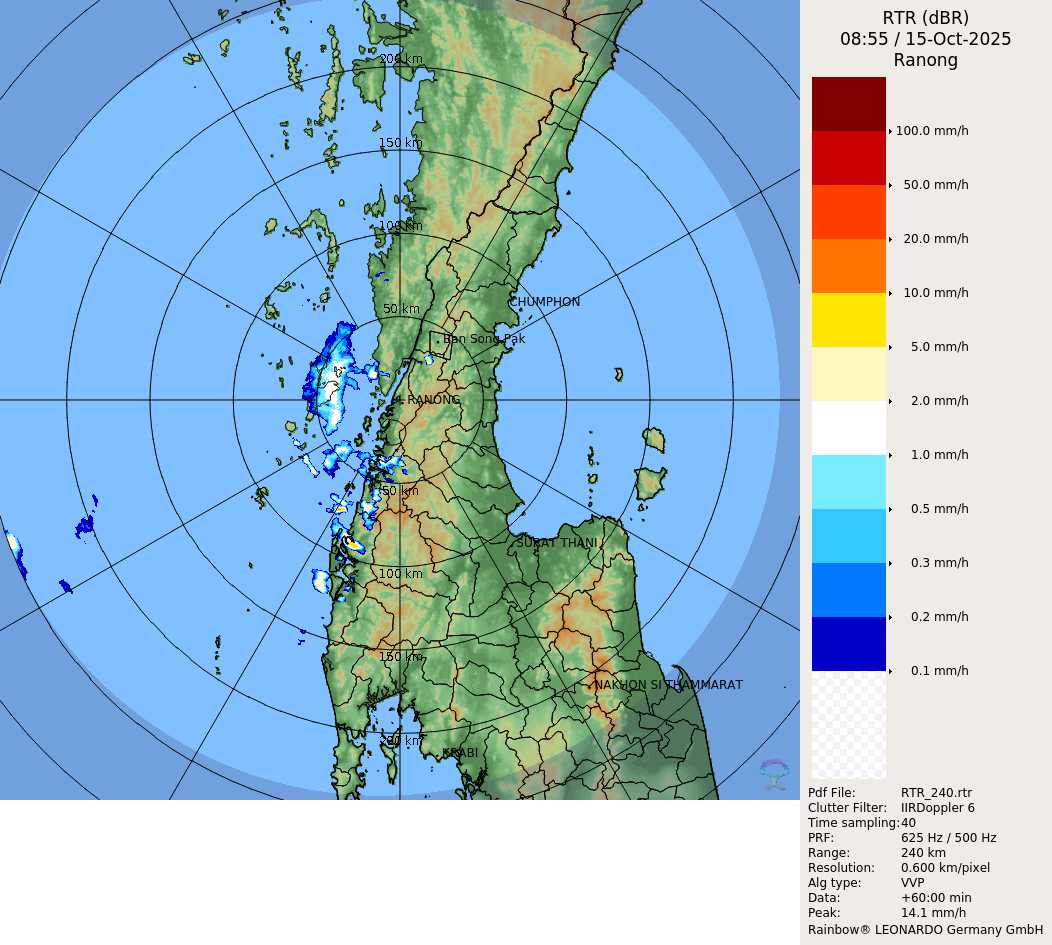 RTR (dBR)
08:55 / 15-Oct-2025
Ranong
200 km
150 km
100 km
50 km
CHUMPHON
Ban Song Pak
RANONG
50 km
SURAT THANI
100 km
150 km
NAKHON SI THAMMARAT
200 km
KRABI
100.0 mm/h
50.0 mm/h
20.0 mm/h
10.0 mm/h
5.0 mm/h
2.0 mm/h
1.0 mm/h
0.5 mm/h
0.3 mm/h
0.2 mm/h
0.1 mm/h
Pdf File: RTR_240.rtr
Clutter Filter: IIRDoppler 6
Time sampling: 40
PRF: 625 Hz / 500 Hz
Range: 240 km
Resolution: 0.600 km/pixel
Alg type: VVP
Data: +60:00 min
Peak: 14.1 mm/h
Rainbow® LEONARDO Germany GmbH